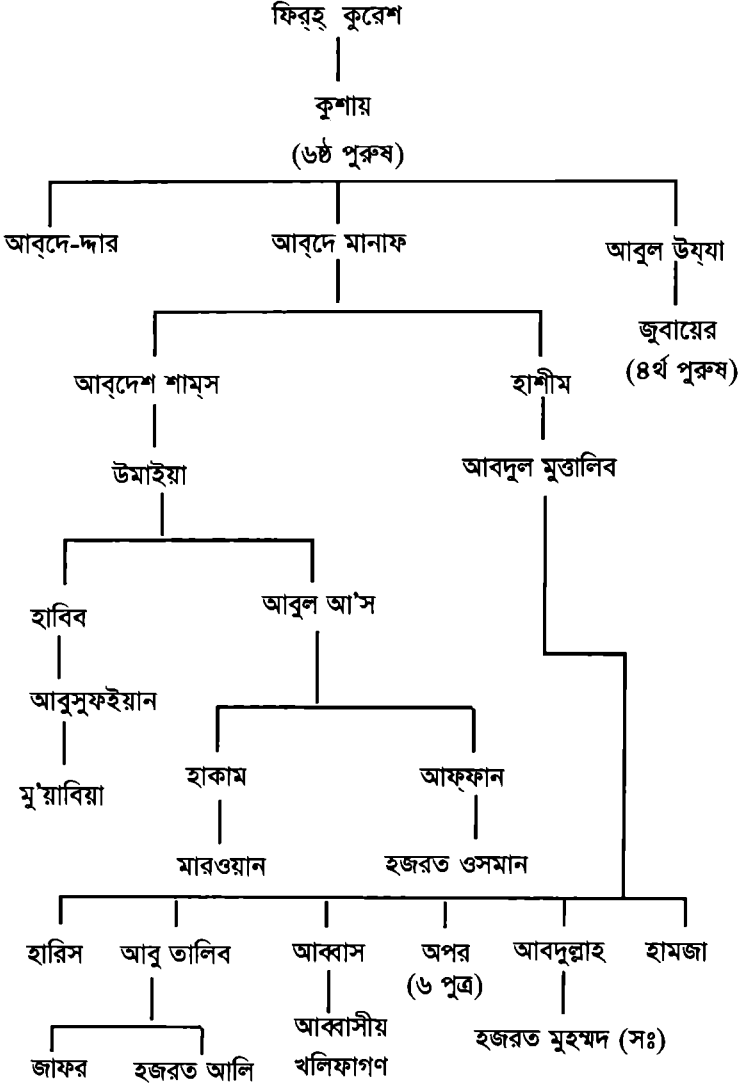 ফির্‌হ্ কুরেশ
কুশায়
(৬ষ্ঠ পুরুষ)
আব্‌দে-দ্দার
আব্‌দে মানাফ
আবুল উয্‌যা
জুবায়ের
(৪র্থ পুরুষ)
আব্‌দেশ শাম্‌স
হাশীম
উমাইয়া
আবদুল মুত্তালিব
হাবিব
আবুল আ'স
আবুসুফইয়ান
মু'য়াবিয়া
হাকাম
আফ্‌ফান
মারওয়ান
হজরত ওসমান
হারিস
আবু তালিব
আব্বাস
অপর
(৬ পুত্র)
আবদুল্লাহ
হামজা
জাফর
হজরত আলি
আব্বাসীয়
খলিফাগণ
হজরত মুহম্মদ (সঃ)